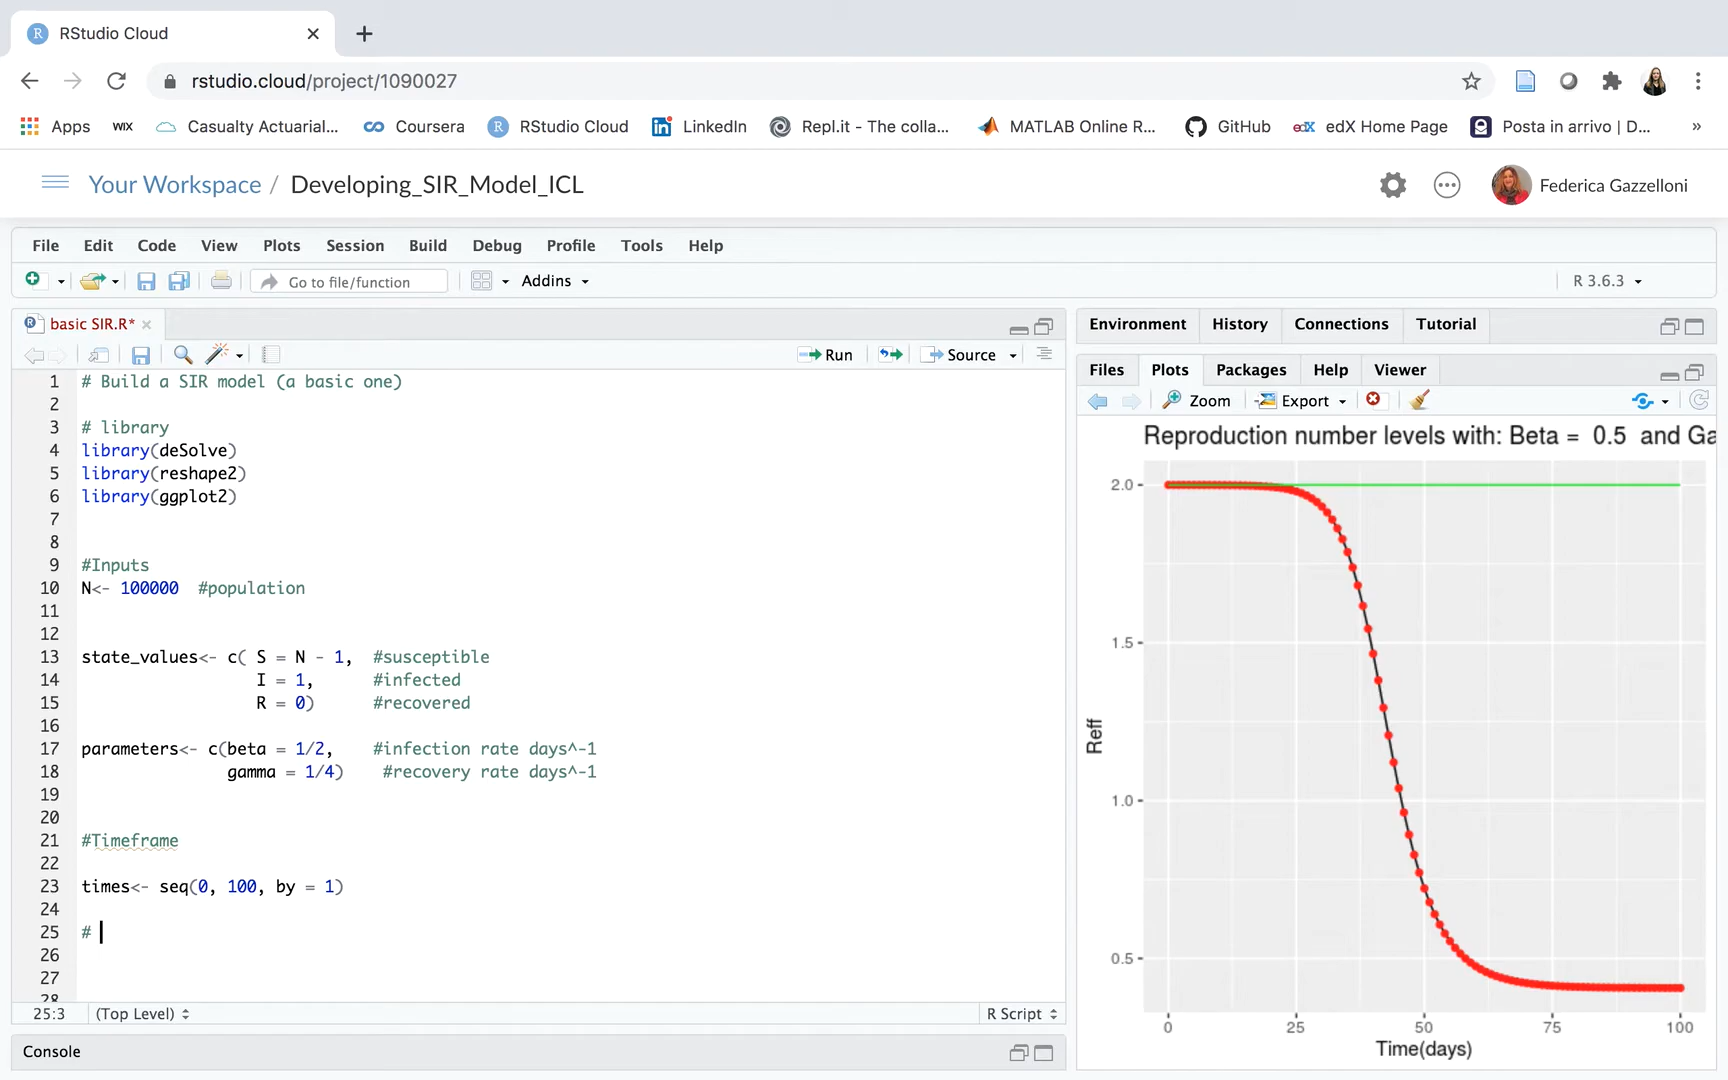 RStudio Cloud
rstudio.cloud/project/1090027
Apps WIX Casualty Actuarial... Coursera RStudio Cloud LinkedIn Repl.it - The colla... MATLAB Online R... GitHub edX edX Home Page Posta in arrivo | D... »
Your Workspace / Developing_SIR_Model_ICL Federica Gazzelloni
File Edit Code View Plots Session Build Debug Profile Tools Help
Go to file/function Addins R 3.6.3
basic SIR.R*
Run Source
1 # Build a SIR model (a basic one)
2
3 # library
4 library(deSolve)
5 library(reshape2)
6 library(ggplot2)
7
8
9 #Inputs
10 N<- 100000 #population
11
12
13 state_values<- c( S = N - 1, #susceptible
14 I = 1, #infected
15 R = 0) #recovered
16
17 parameters<- c(beta = 1/2, #infection rate days^-1
18 gamma = 1/4) #recovery rate days^-1
19
20
21 #Timeframe
22
23 times<- seq(0, 100, by = 1)
24
25 #
26
27
28
25:3 (Top Level) R Script
Console
Environment History Connections Tutorial
Files Plots Packages Help Viewer
Zoom Export
Reproduction number levels with: Beta = 0.5 and Ga
2.0
1.5
1.0
0.5
Reff
0 25 50 75 100
Time(days)